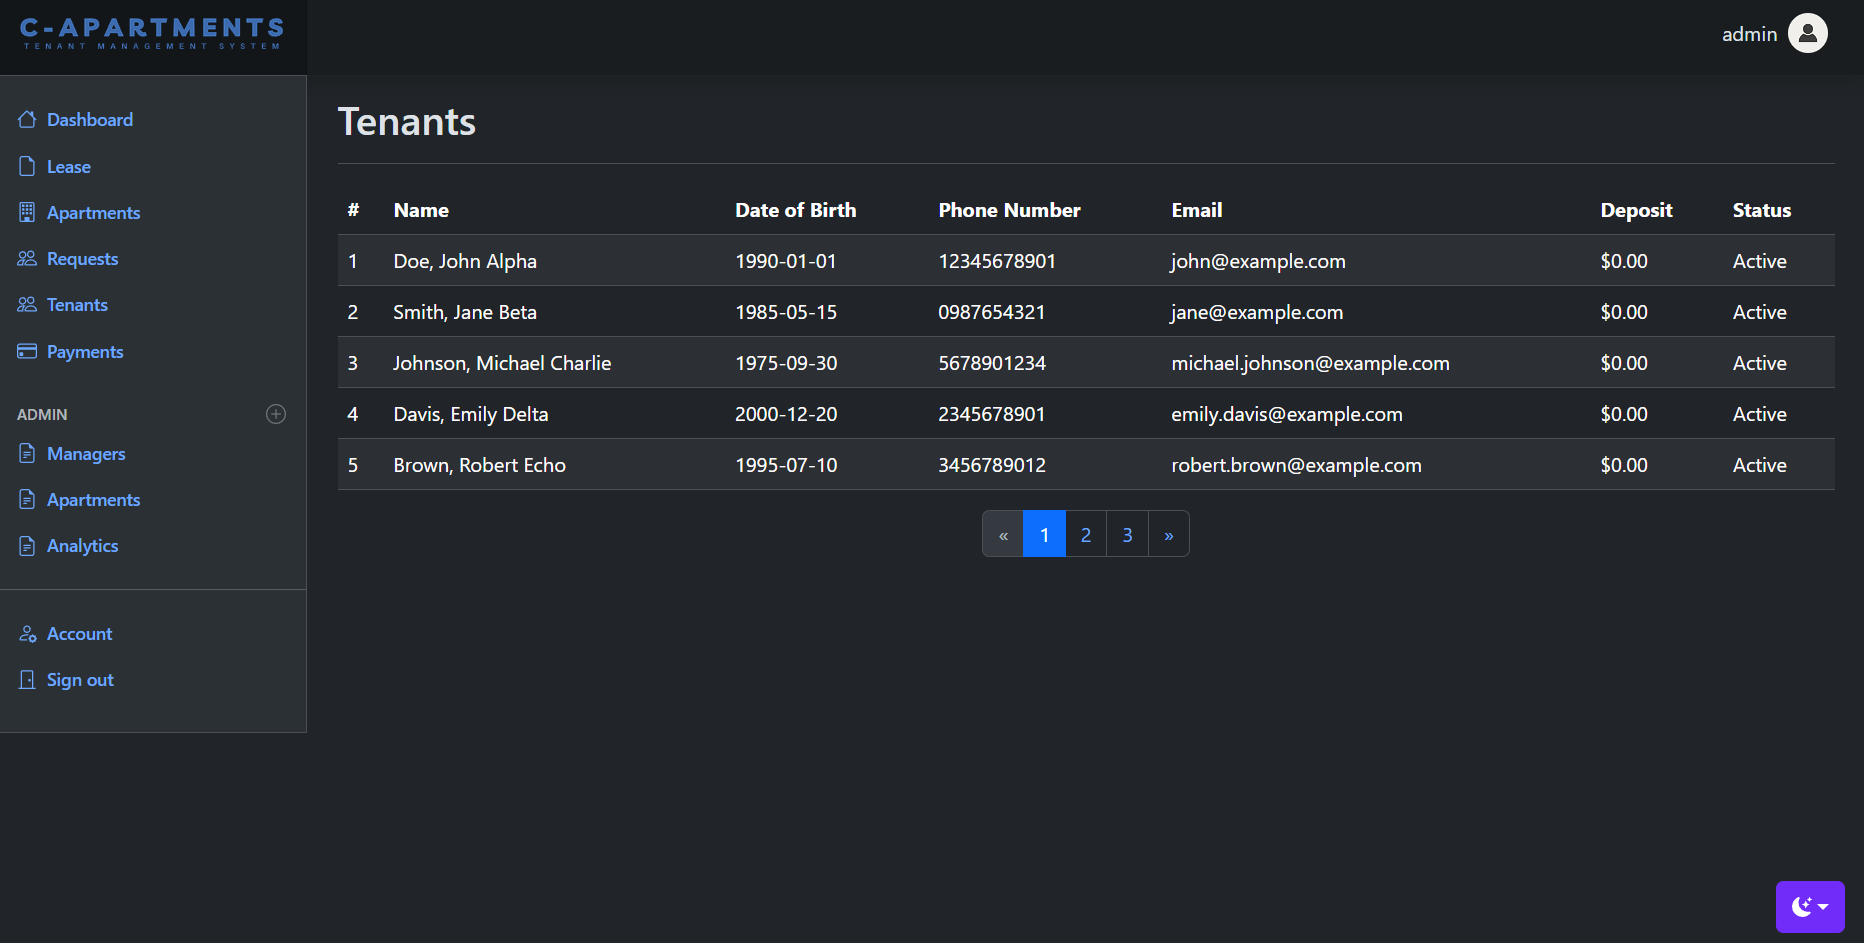 C-APARTMENTS
TENANT MANAGEMENT SYSTEM
admin
Dashboard
Lease
Apartments
Requests
Tenants
Payments
ADMIN
Managers
Apartments
Analytics
Account
Sign out
Tenants
# Name Date of Birth Phone Number Email Deposit Status
1 Doe, John Alpha 1990-01-01 12345678901 john@example.com $0.00 Active
2 Smith, Jane Beta 1985-05-15 0987654321 jane@example.com $0.00 Active
3 Johnson, Michael Charlie 1975-09-30 5678901234 michael.johnson@example.com $0.00 Active
4 Davis, Emily Delta 2000-12-20 2345678901 emily.davis@example.com $0.00 Active
5 Brown, Robert Echo 1995-07-10 3456789012 robert.brown@example.com $0.00 Active
« 1 2 3 »